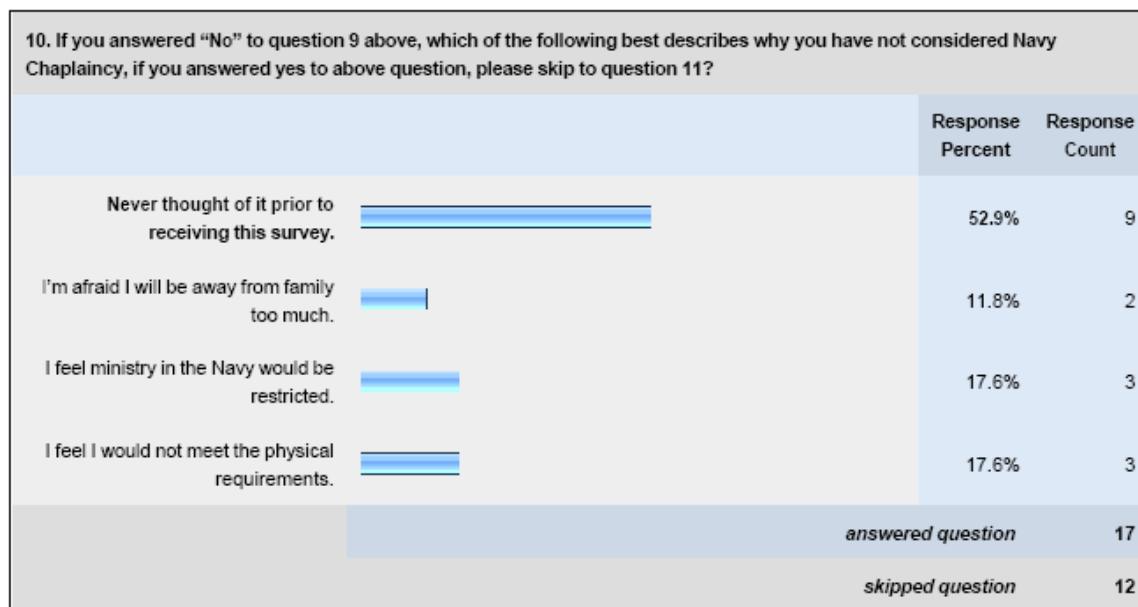 10. If you answered “No” to question 9 above, which of the following best describes why you have not considered Navy
Chaplaincy, if you answered yes to above question, please skip to question 11?
Response Percent
Response Count
Never thought of it prior to
receiving this survey.
52.9%
9
I’m afraid I will be away from family
too much.
11.8%
2
I feel ministry in the Navy would be
restricted.
17.6%
3
I feel I would not meet the physical
requirements.
17.6%
3
answered question
17
skipped question
12